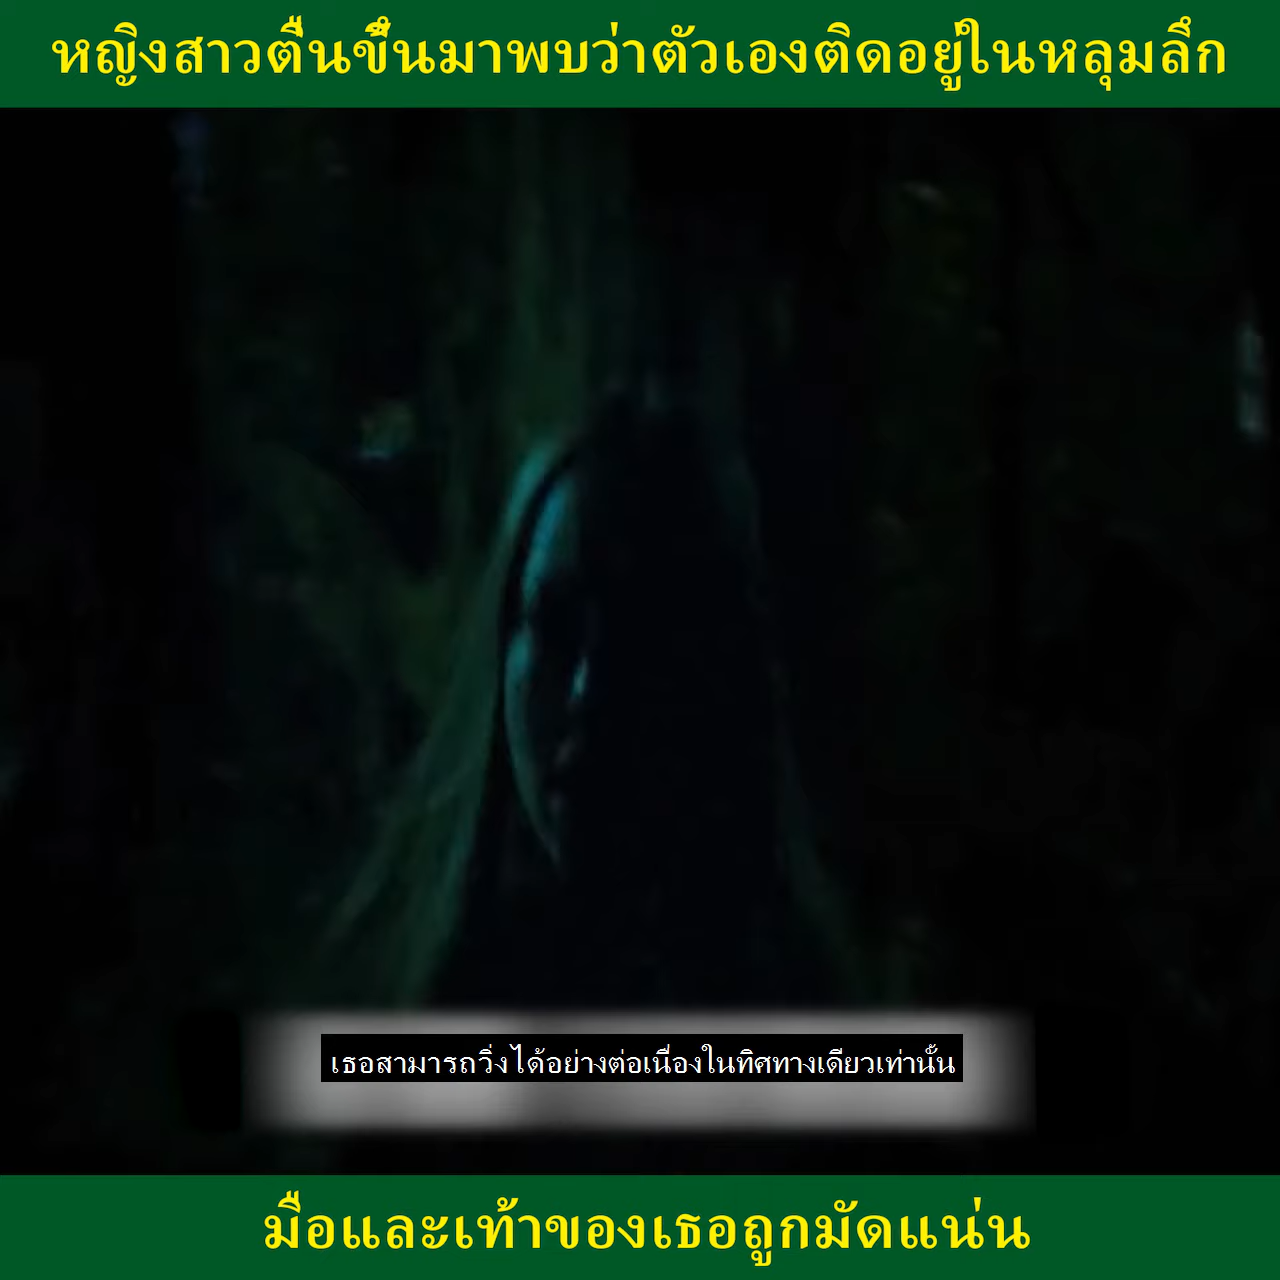 หญิงสาวตื่นขึ้นมาพบว่าตัวเองติดอยู่ในหลุมลึก
เธอสามารถวิ่งได้อย่างต่อเนื่องในทิศทางเดียวเท่านั้น
มือและเท้าของเธอถูกมัดแน่น